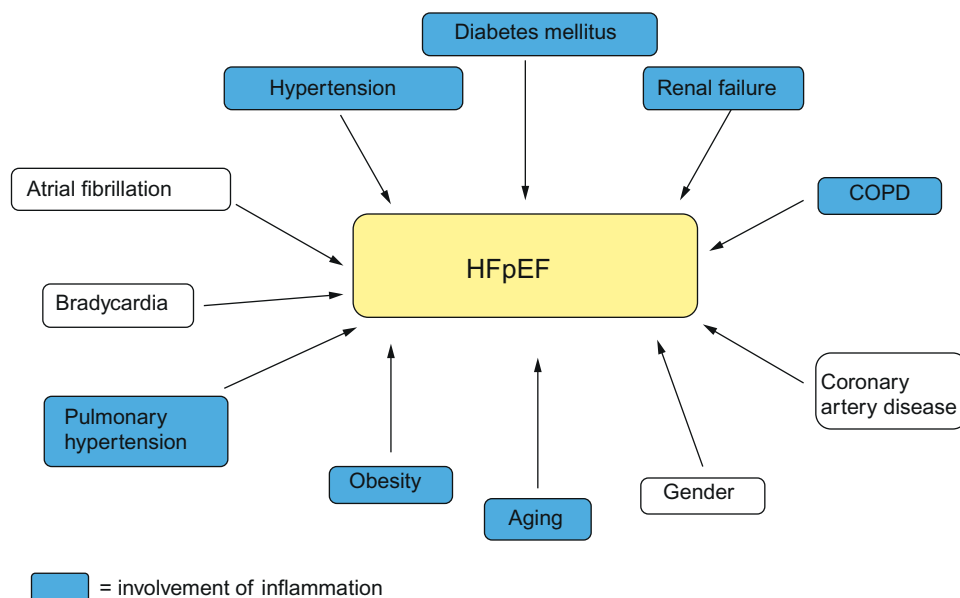 Diabetes mellitus
Hypertension
Renal failure
Atrial fibrillation
COPD
HFpEF
Bradycardia
Coronary
artery disease
Pulmonary
hypertension
Obesity
Gender
Aging
= involvement of inflammation